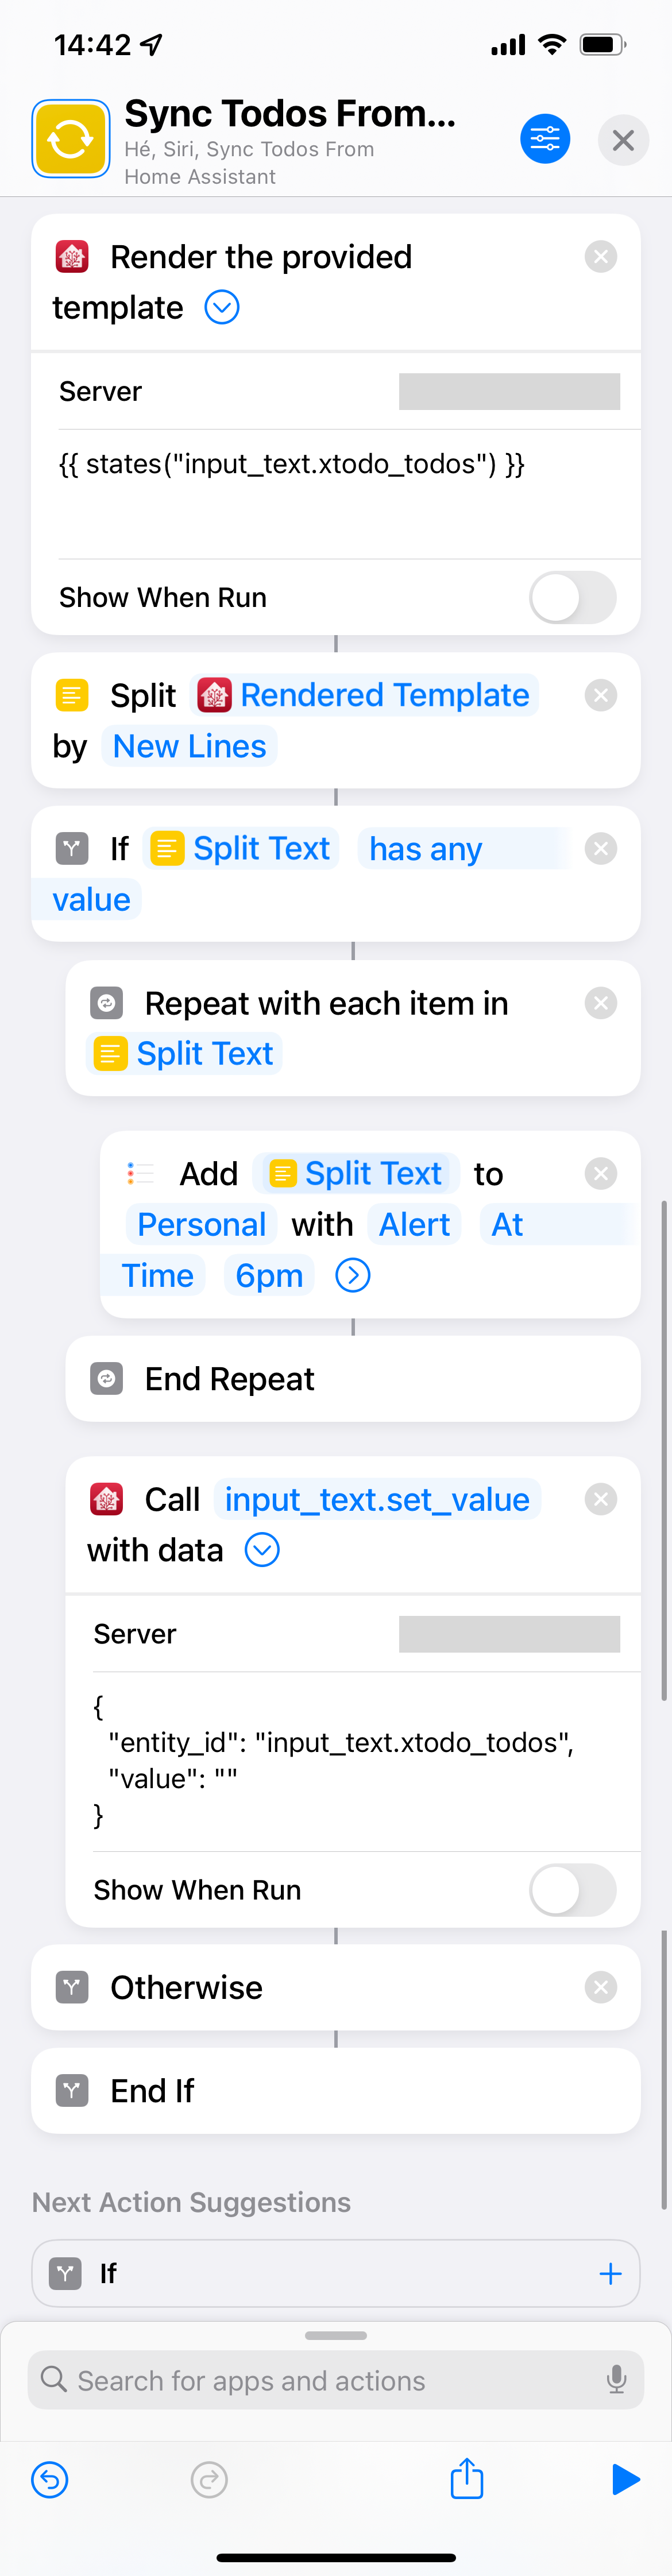 14:42
Sync Todos From...
Hé, Siri, Sync Todos From
Home Assistant
Render the provided
template
Server
{{ states("input_text.xtodo_todos") }}
Show When Run
Split Rendered Template
by New Lines
If Split Text has any
value
Repeat with each item in
Split Text
Add Split Text to
Personal with Alert At
Time 6pm
End Repeat
Call input_text.set_value
with data
Server
{
"entity_id": "input_text.xtodo_todos",
"value": ""
}
Show When Run
Otherwise
End If
Next Action Suggestions
If
Search for apps and actions